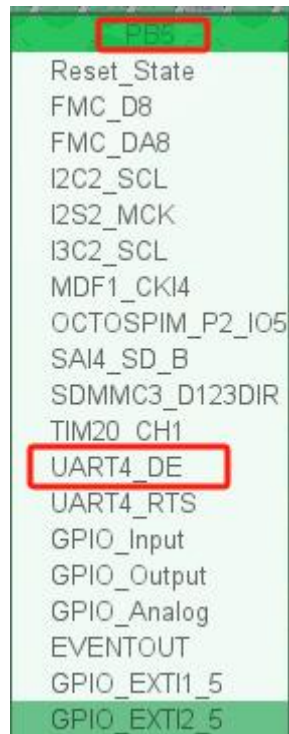 PB5
Reset_State
FMC_D8
FMC_DA8
I2C2_SCL
I2S2_MCK
I3C2_SCL
MDF1_CKI4
OCTOSPIM_P2_IO5
SAI4_SD_B
SDMMC3_D123DIR
TIM20_CH1
UART4_DE
UART4_RTS
GPIO_Input
GPIO_Output
GPIO_Analog
EVENTOUT
GPIO_EXTI1_5
GPIO_EXTI2_5